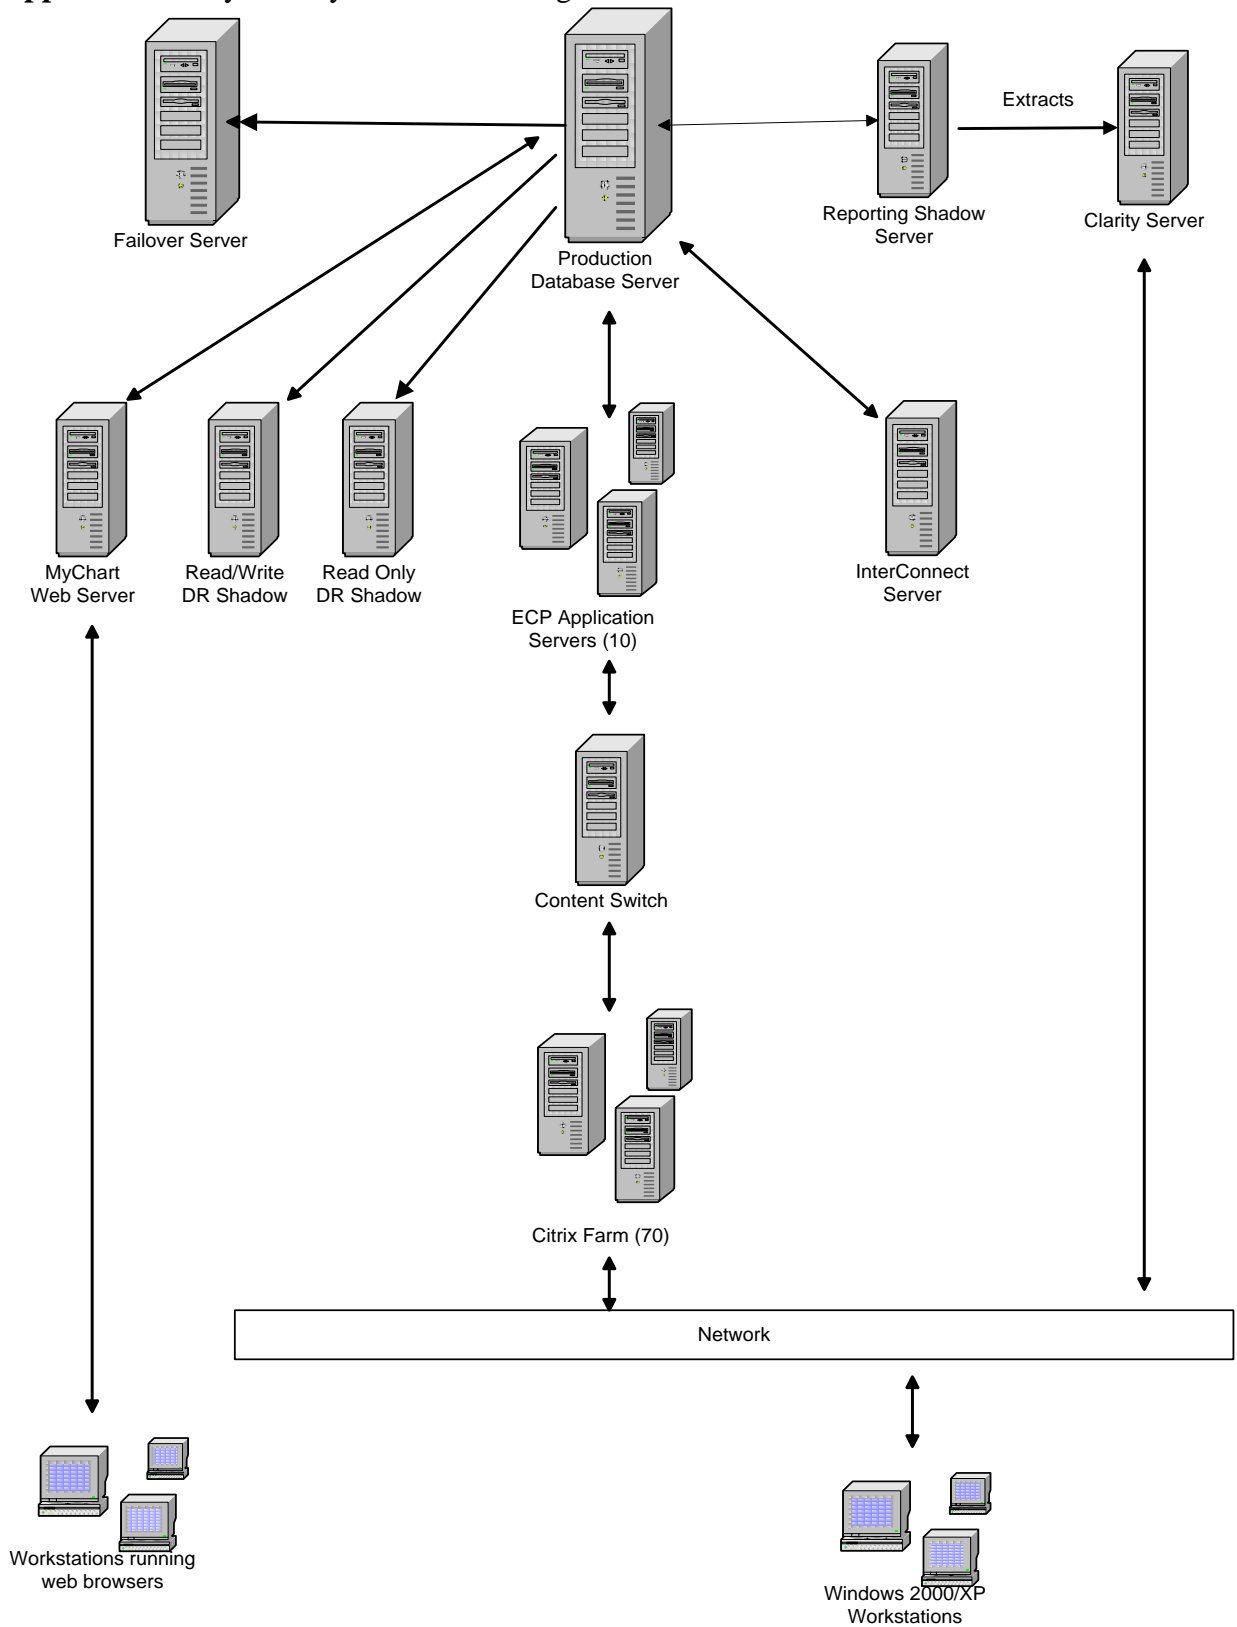 Extracts
Failover Server
Production
Database Server
Reporting Shadow
Server
Clarity Server
MyChart
Web Server
Read/Write
DR Shadow
Read Only
DR Shadow
ECP Application
Servers (10)
InterConnect
Server
Content Switch
Citrix Farm (70)
Network
Workstations running
web browsers
Windows 2000/XP
Workstations